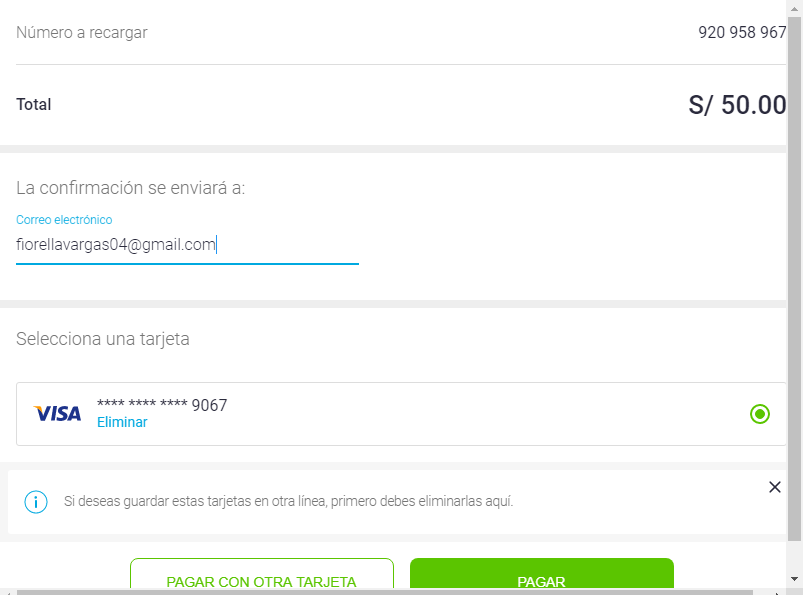 Número a recargar 920 958 967
Total S/ 50.00
La confirmación se enviará a:
Correo electrónico
fiorellavargas04@gmail.com
Selecciona una tarjeta
VISA **** **** **** 9067
Eliminar
Si deseas guardar estas tarjetas en otra línea, primero debes eliminarlas aquí.
PAGAR CON OTRA TARJETA PAGAR